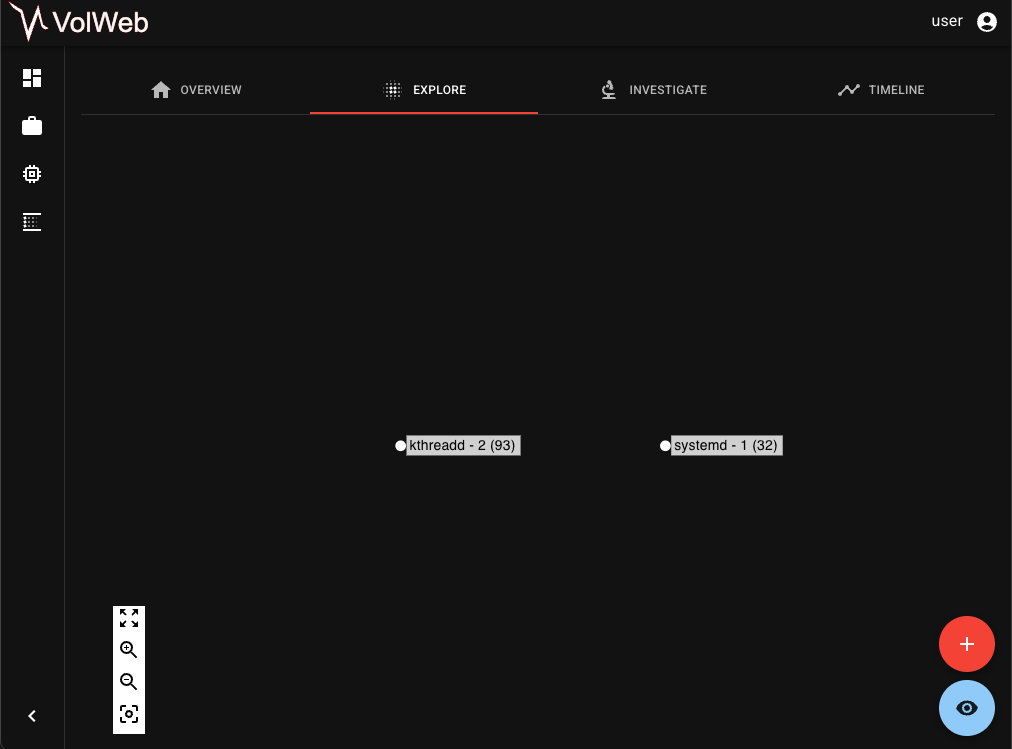 VolWeb
user
OVERVIEW
EXPLORE
INVESTIGATE
TIMELINE
kthreadd - 2 (93)
systemd - 1 (32)